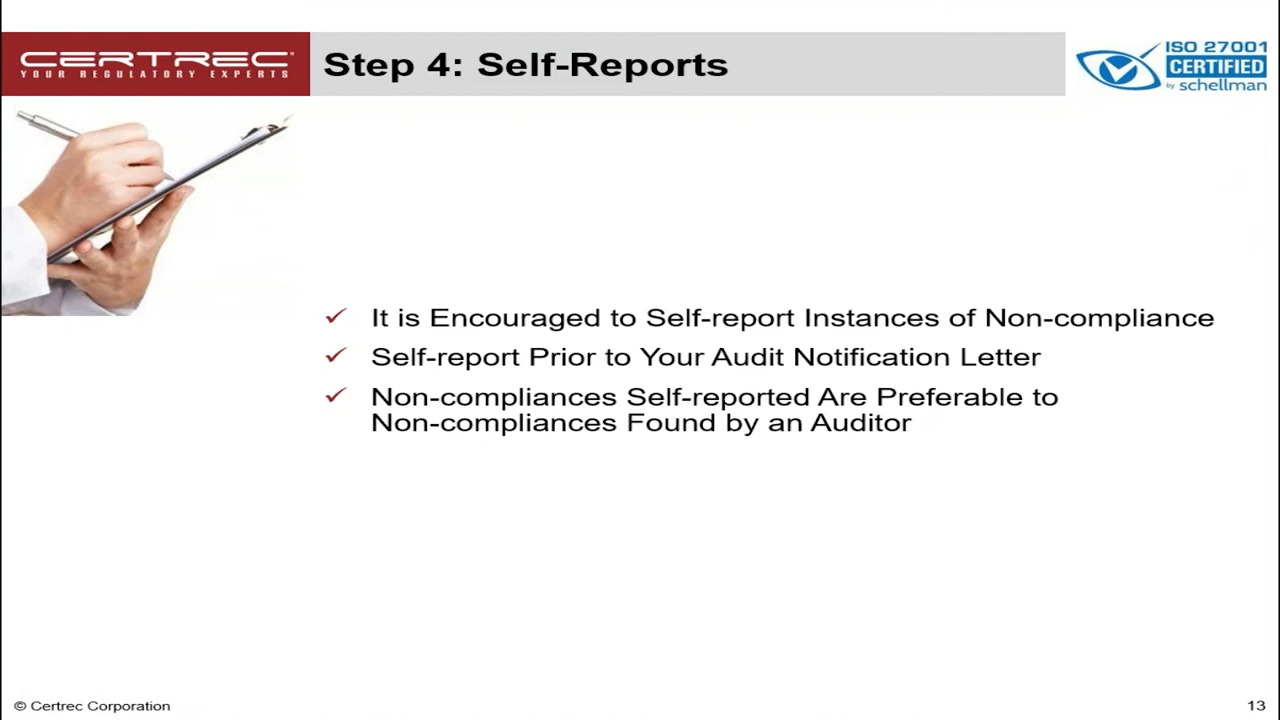 CERTREC
YOUR REGULATORY EXPERTS
Step 4: Self-Reports
ISO 27001
CERTIFIED
by schellman
It is Encouraged to Self-report Instances of Non-compliance
Self-report Prior to Your Audit Notification Letter
Non-compliances Self-reported Are Preferable to
Non-compliances Found by an Auditor
© Certrec Corporation
13